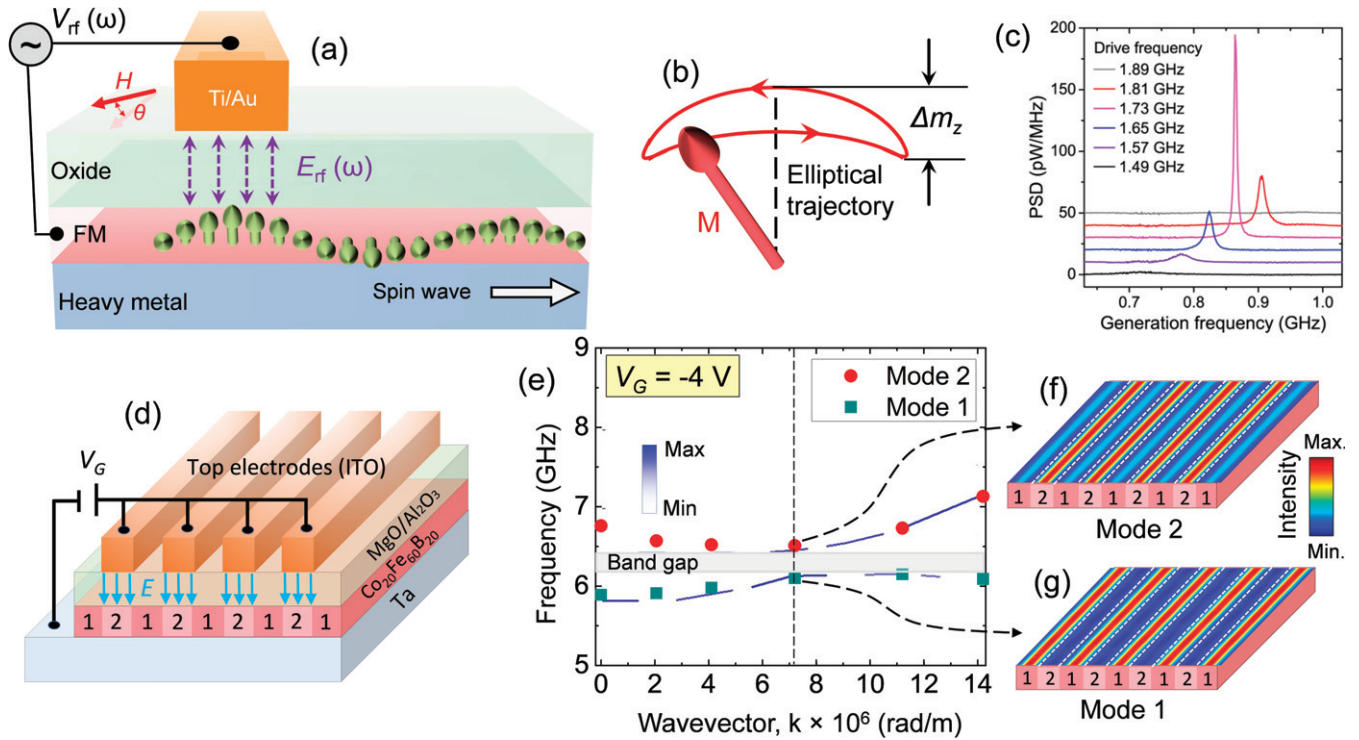 V_rf (ω)
~
(a)
H
θ
Ti/Au
Oxide
E_rf (ω)
FM
Heavy metal
Spin wave
(b)
Δm_z
Elliptical
trajectory
M
(c)
200
150
100
50
0
PSD (pW/MHz)
Drive frequency
1.89 GHz
1.81 GHz
1.73 GHz
1.65 GHz
1.57 GHz
1.49 GHz
0.7 0.8 0.9 1.0
Generation frequency (GHz)
(d)
V_G
Top electrodes (ITO)
MgO/Al₂O₃
Co₂₀Fe₆₀B₂₀
Ta
E
1 2 1 2 1 2 1 2 1
(e)
V_G = -4 V
Mode 2
Mode 1
Max
Min
Band gap
9
8
7
6
5
Frequency (GHz)
0 2 4 6 8 10 12 14
Wavevector, k × 10⁶ (rad/m)
(f)
1 2 1 2 1 2 1 2 1
Mode 2
Max.
Intensity
Min.
(g)
1 2 1 2 1 2 1 2 1
Mode 1